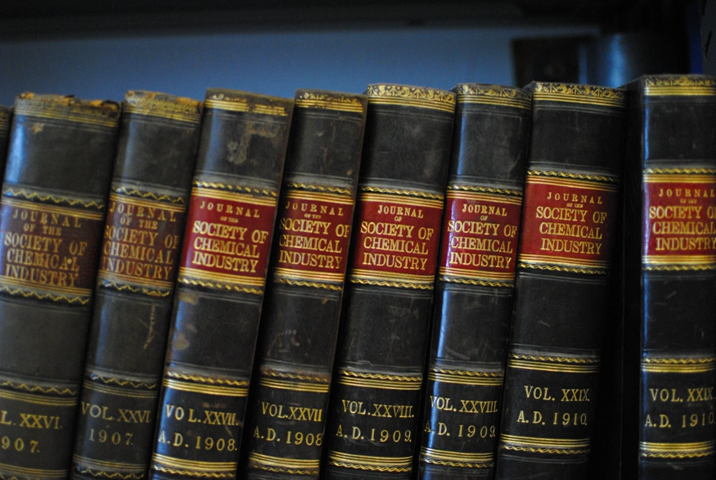 JOURNAL
OF THE
SOCIETY OF
CHEMICAL
INDUSTRY
L. XXVI.
907.
JOURNAL
OF THE
SOCIETY OF
CHEMICAL
INDUSTRY
VOL. XXVI
1907.
JOURNAL
OF THE
SOCIETY OF
CHEMICAL
INDUSTRY
VOL. XXVII.
A.D. 1908.
JOURNAL
OF THE
SOCIETY OF
CHEMICAL
INDUSTRY
VOL. XXVII
A.D. 1908
JOURNAL
OF
SOCIETY OF
CHEMICAL
INDUSTRY
VOL. XXVIII.
A.D. 1909.
JOURNAL
OF
SOCIETY OF
CHEMICAL
INDUSTRY
VOL. XXVIII
A.D. 1909.
JOURNAL
OF THE
SOCIETY OF
CHEMICAL
INDUSTRY
VOL. XXIX.
A.D. 1910.
JOURNAL
OF THE
SOCIETY OF
CHEMICAL
INDUSTRY
VOL. XXIX.
A.D. 1910.